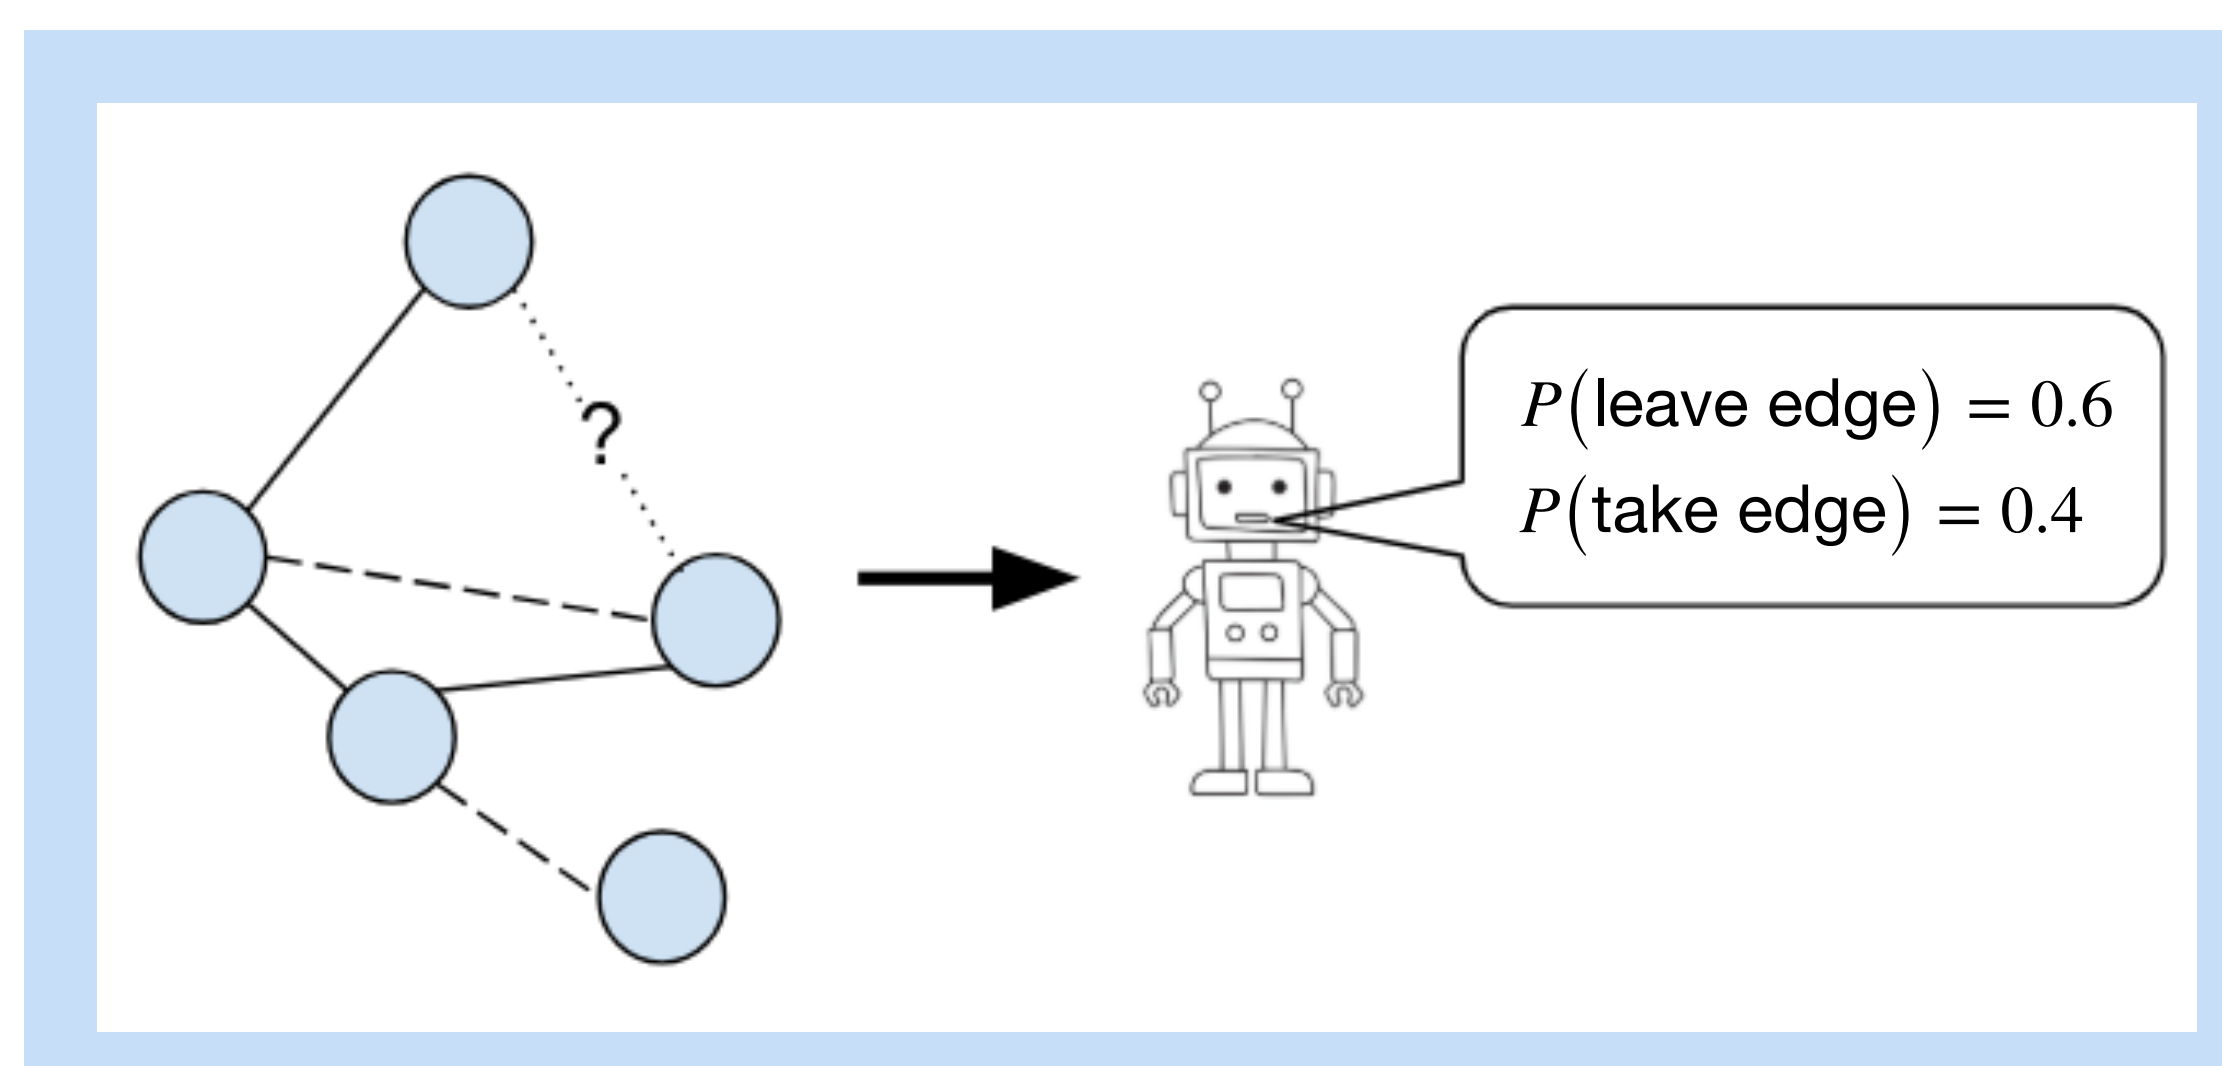 ?
P(leave edge) = 0.6
P(take edge) = 0.4